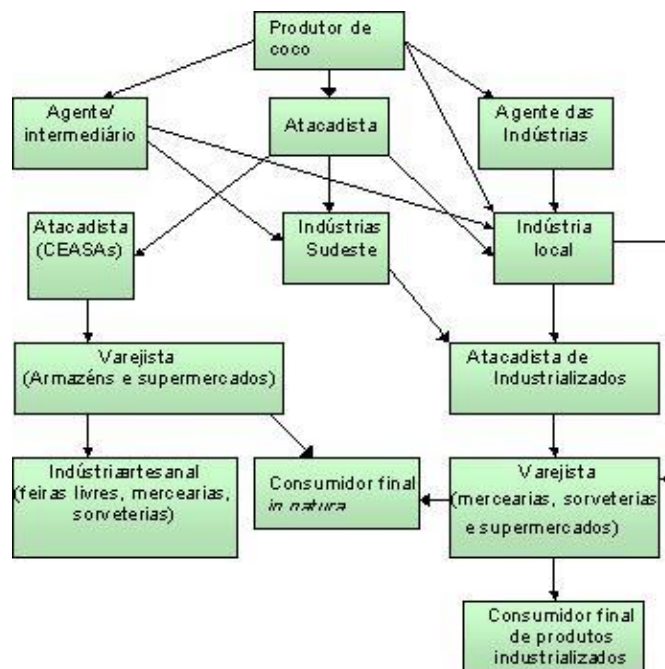 Produtor de
coco
Agente/
intermediário
Atacadista
Agente das
Indústrias
Atacadista
(CEASAs)
Indústrias
Sudeste
Indústria
local
Varejista
(Armazéns e supermercados)
Atacadista de
Industrializados
Indústriaartesanal
(feiras livres, mercearias,
sorveterias)
Consumidor final
in natura
Varejista
(mercearias, sorveterias
e supermercados)
Consumidor final
de produtos
industrializados